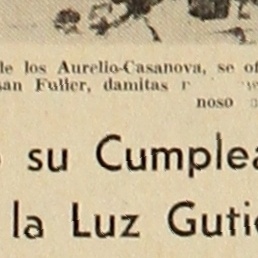 de los Aurelio-Casanova, se of
san Fuller, damitas
noso
su Cumplea
la Luz Gutie